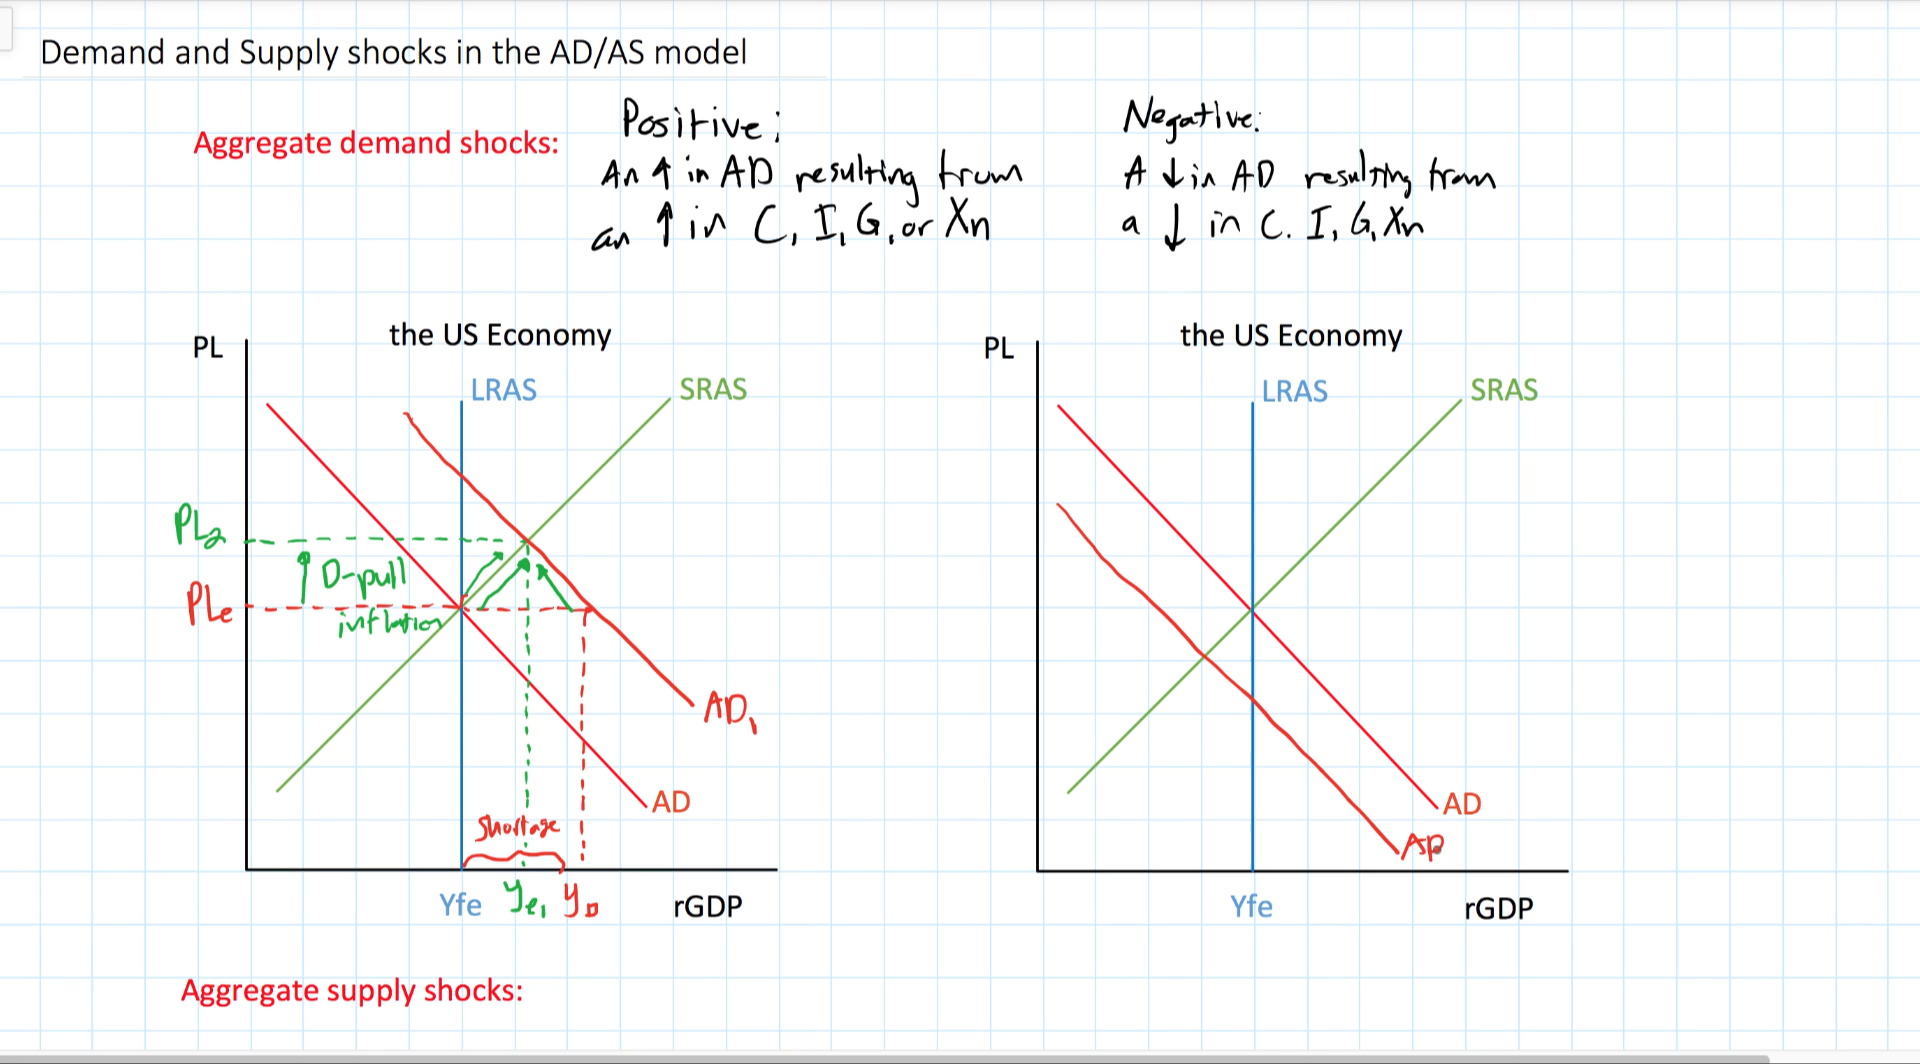 Demand and Supply shocks in the AD/AS model
Aggregate demand shocks:
Positive:
An ↑ in AD resulting from
an ↑ in C, I, G, or Xn
Negative:
A ↓ in AD resulting from
a ↓ in C. I, G, Xn
the US Economy
PL
LRAS
SRAS
PL2
D-pull
inflation
PLe
AD1
AD
Shortage
Yfe
Ye1
YD
rGDP
the US Economy
PL
LRAS
SRAS
AD
AD
Yfe
rGDP
Aggregate supply shocks: